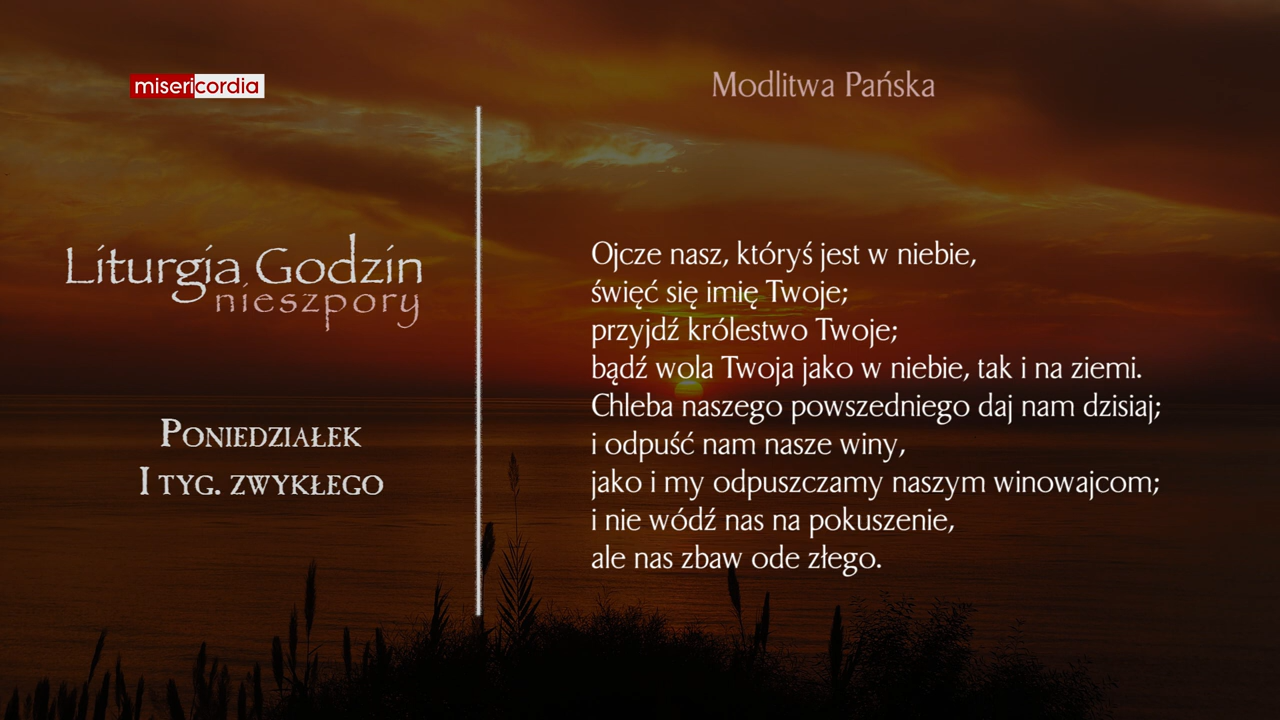 misericordia
Liturgia Godzin
nieszpory
Poniedziałek
I tyg. zwykłego
Modlitwa Pańska
Ojcze nasz, któryś jest w niebie,
święć się imię Twoje;
przyjdź królestwo Twoje;
bądź wola Twoja jako w niebie, tak i na ziemi.
Chleba naszego powszedniego daj nam dzisiaj;
i odpuść nam nasze winy,
jako i my odpuszczamy naszym winowajcom;
i nie wódź nas na pokuszenie,
ale nas zbaw ode złego.